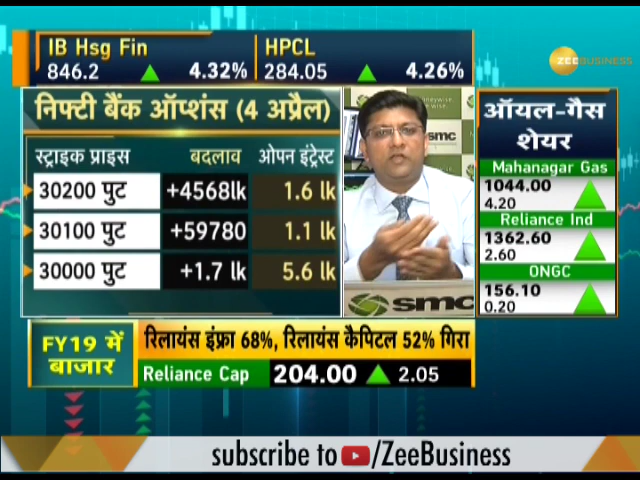 IB Hsg Fin
846.2 4.32%
HPCL
284.05 4.26%
ZEEBUSINESS
निफ्टी बैंक ऑप्शंस (4 अप्रैल)
स्ट्राइक प्राइस बदलाव ओपन इंट्रेस्ट
30200 पुट +4568lk 1.6 lk
30100 पुट +59780 1.1 lk
30000 पुट +1.7 lk 5.6 lk
smc
smc
ऑयल-गैस
शेयर
Mahanagar Gas
1044.00
4.20
Reliance Ind
1362.60
2.60
ONGC
156.10
0.20
FY19 में
बाजार
रिलायंस इंफ्रा 68%, रिलायंस कैपिटल 52% गिरा
Reliance Cap 204.00 2.05
subscribe to /ZeeBusiness